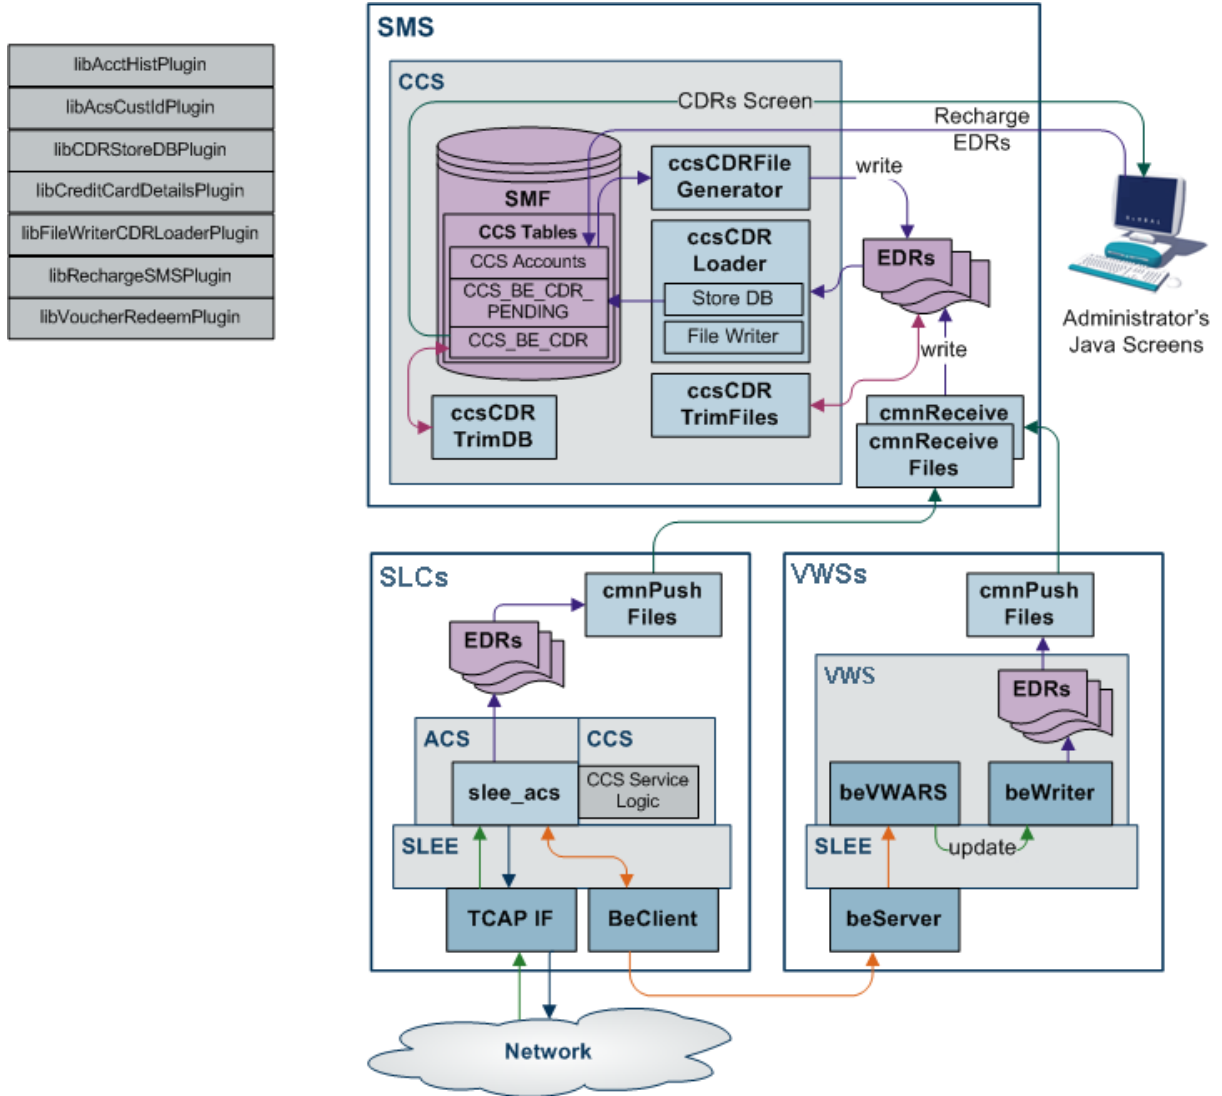 libAcctHistPlugin
libAcsCustIdPlugin
libCDRStoreDBPlugin
libCreditCardDetailsPlugin
libFileWriterCDRLoaderPlugin
libRechargeSMSPlugin
libVoucherRedeemPlugin
SMS
CCS
CDRs Screen
Recharge
EDRs
SMF
CCS Tables
CCS Accounts
CCS_BE_CDR_
PENDING
CCS_BE_CDR
ccsCDRFile
Generator
write
ccsCDR
Loader
Store DB
File Writer
EDRs
write
ccsCDR
TrimFiles
ccsCDR
TrimDB
cmnReceive
cmnReceive
Files
GLOBAL
Administrator's
Java Screens
SLCs
cmnPush
Files
EDRs
ACS
CCS
slee_acs
CCS Service
Logic
SLEE
TCAP IF
BeClient
VWSs
cmnPush
Files
VWS
EDRs
beVWARS
beWriter
SLEE
update
beServer
Network